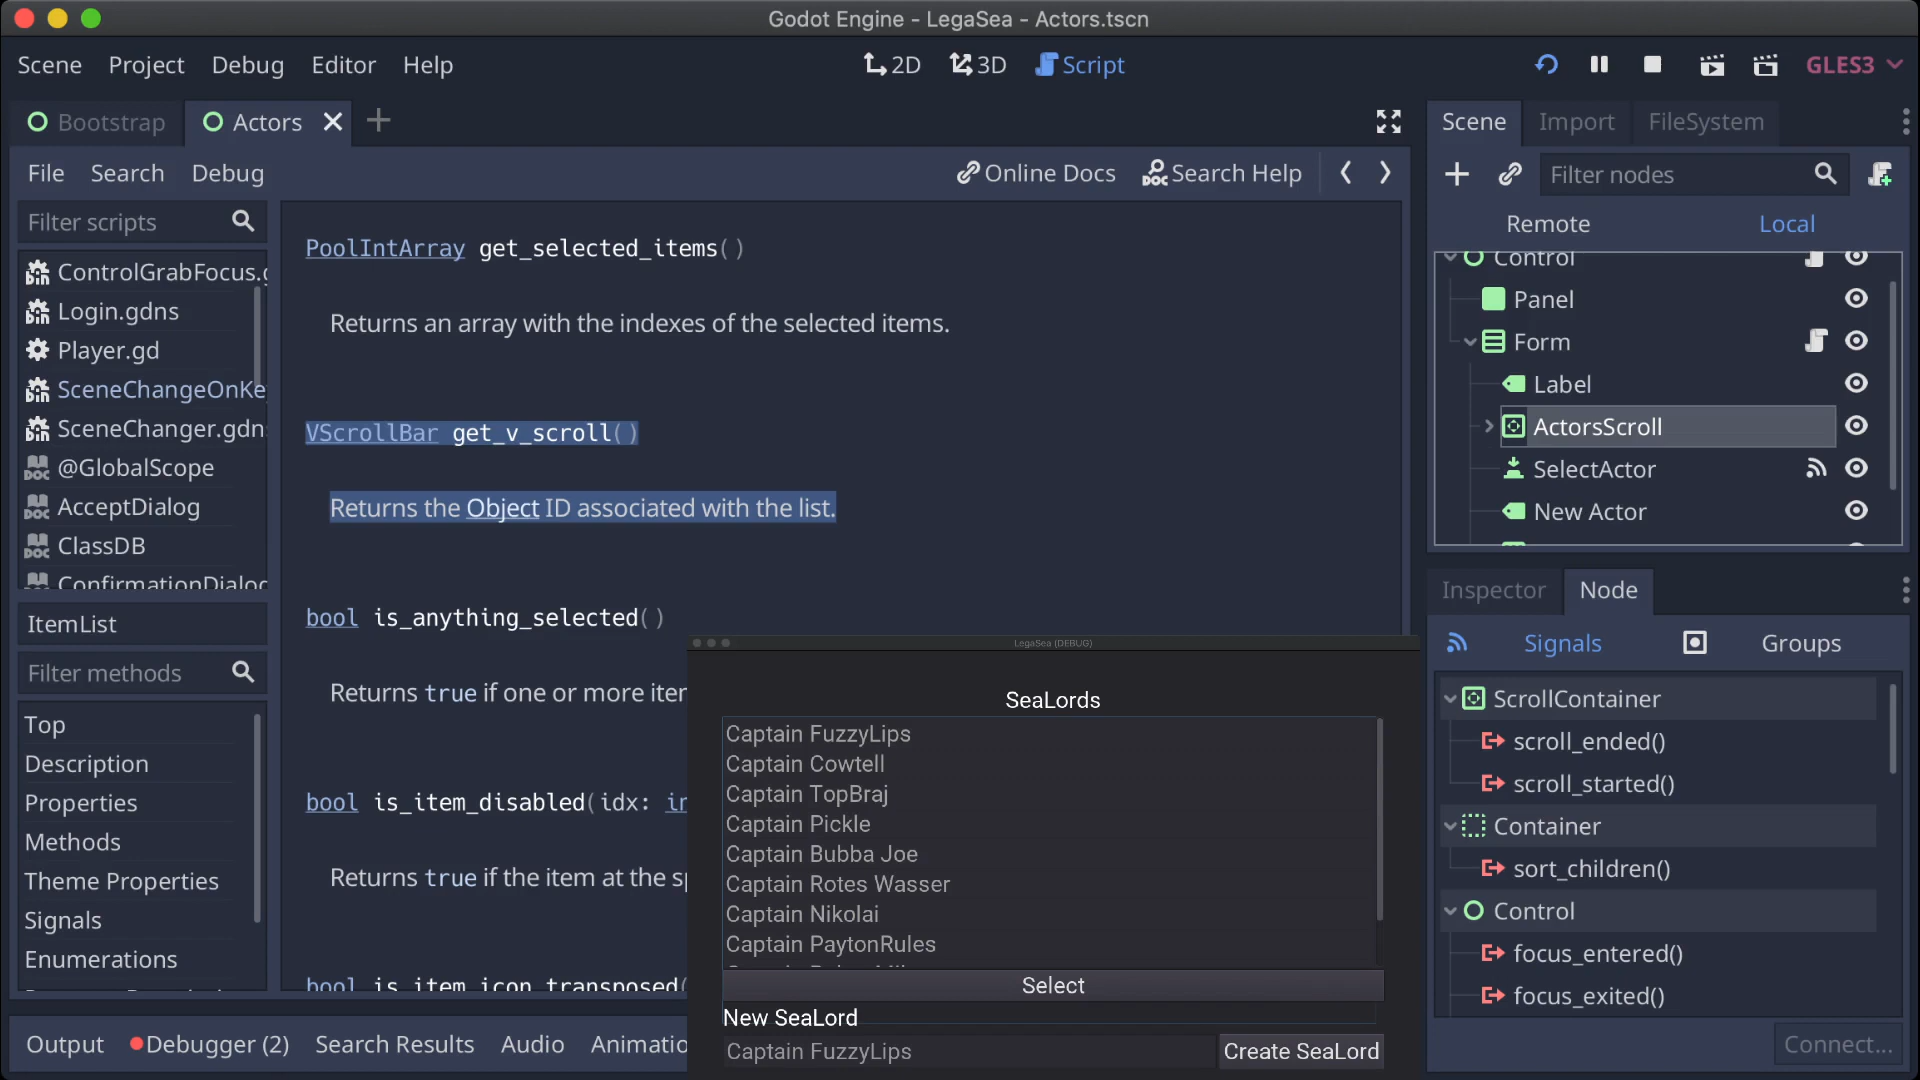 Godot Engine - LegaSea - Actors.tscn
Scene Project Debug Editor Help
2D 3D Script
GLES3
Bootstrap Actors
File Search Debug
Online Docs Search Help
Filter scripts
ControlGrabFocus.g
Login.gdns
Player.gd
SceneChangeOnKe
SceneChanger.gdn
@GlobalScope
AcceptDialog
ClassDB
ConfirmationDialog
ItemList
Filter methods
Top
Description
Properties
Methods
Theme Properties
Signals
Enumerations
PoolIntArray get_selected_items()
Returns an array with the indexes of the selected items.
VScrollBar get_v_scroll()
Returns the Object ID associated with the list.
bool is_anything_selected()
Returns true if one or more iter
bool is_item_disabled(idx: in
Returns true if the item at the sp
bool is_item_icon_transposed(
LegaSea (DEBUG)
SeaLords
Captain FuzzyLips
Captain Cowtell
Captain TopBraj
Captain Pickle
Captain Bubba Joe
Captain Rotes Wasser
Captain Nikolai
Captain PaytonRules
Select
New SeaLord
Captain FuzzyLips
Create SeaLord
Output Debugger (2) Search Results Audio Animatio
Scene Import FileSystem
Filter nodes
Remote Local
Control
Panel
Form
Label
ActorsScroll
SelectActor
New Actor
Inspector Node
Signals Groups
ScrollContainer
scroll_ended()
scroll_started()
Container
sort_children()
Control
focus_entered()
focus_exited()
Connect...